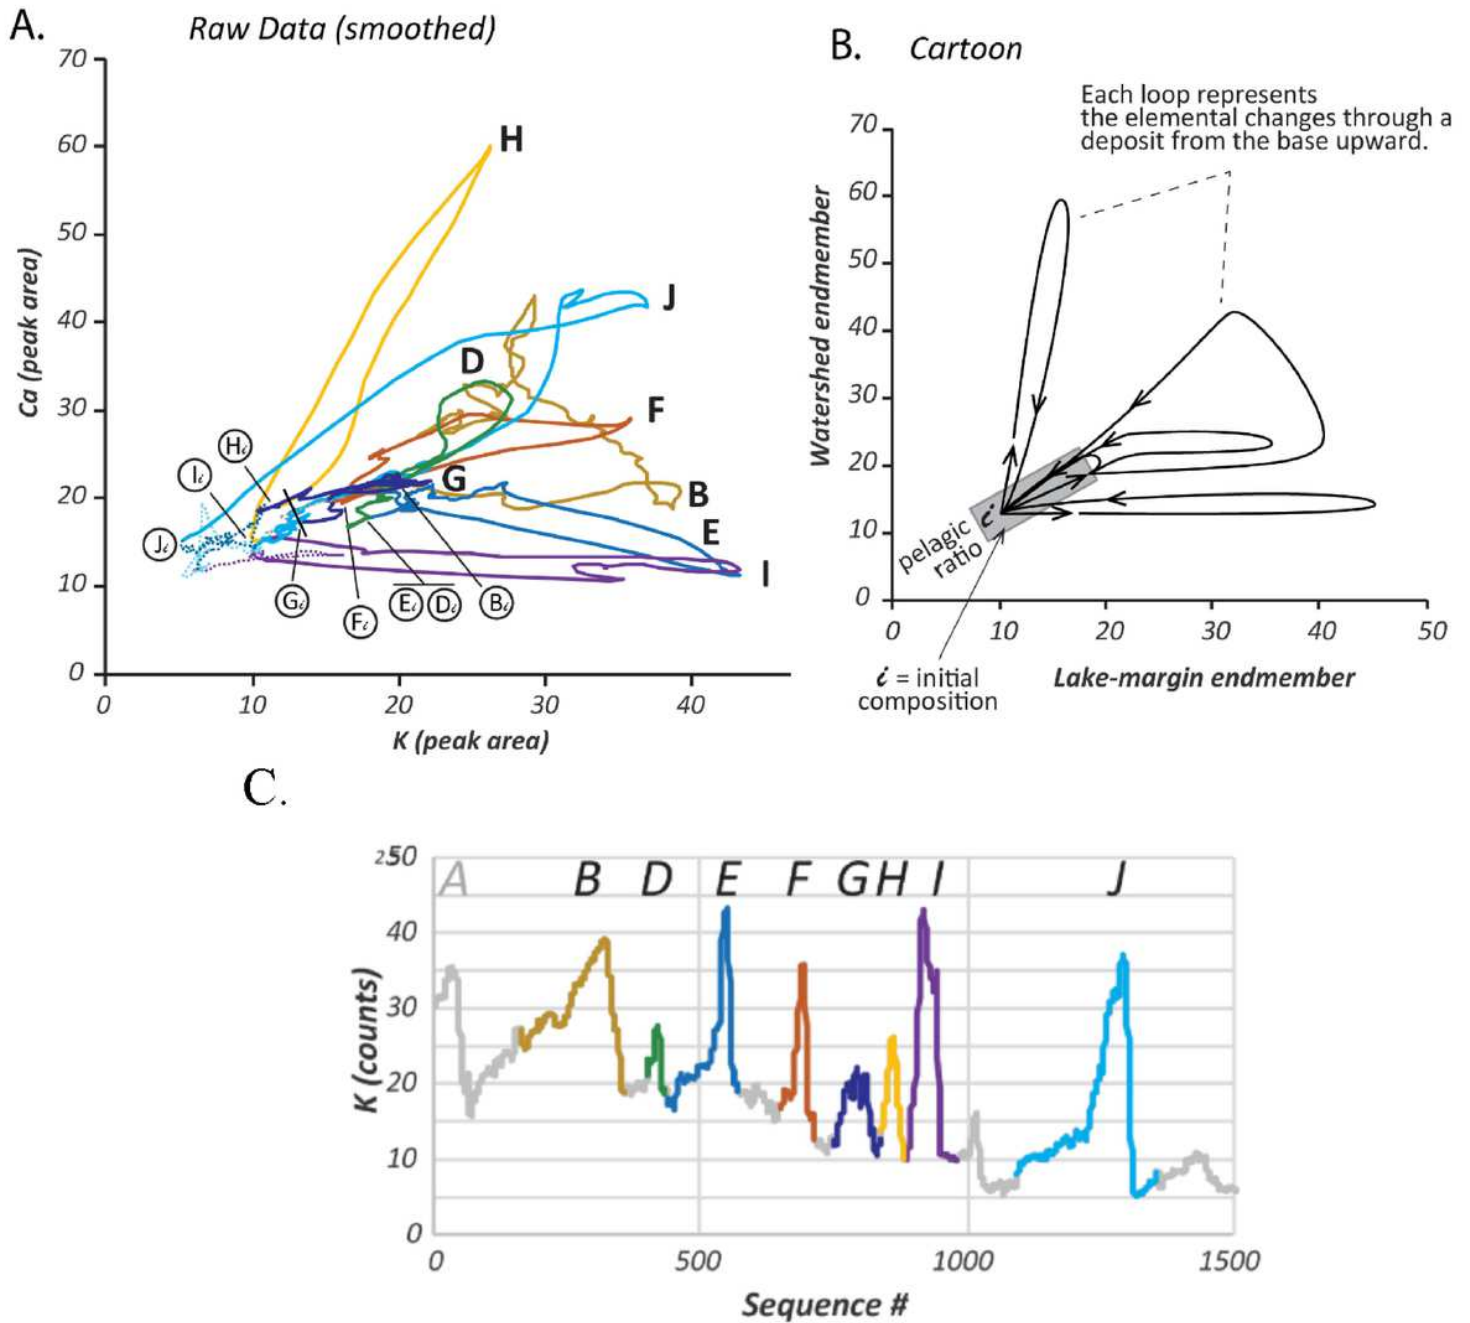 A.
Raw Data (smoothed)
70
60
50
40
30
20
10
0
Ca (peak area)
H
J
D
F
G
B
E
I
Hi
Ii
Ji
Gi
Fi
Ei
Di
Bi
0
10
20
30
40
K (peak area)
B.
Cartoon
Each loop represents
the elemental changes through a
deposit from the base upward.
70
60
50
40
30
20
10
0
Watershed endmember
i
pelagic
ratio
0
10
20
30
40
50
i = initial
composition
Lake-margin endmember
C.
250
40
30
20
10
0
K (counts)
A B D E F G H I J
0
500
1000
1500
Sequence #